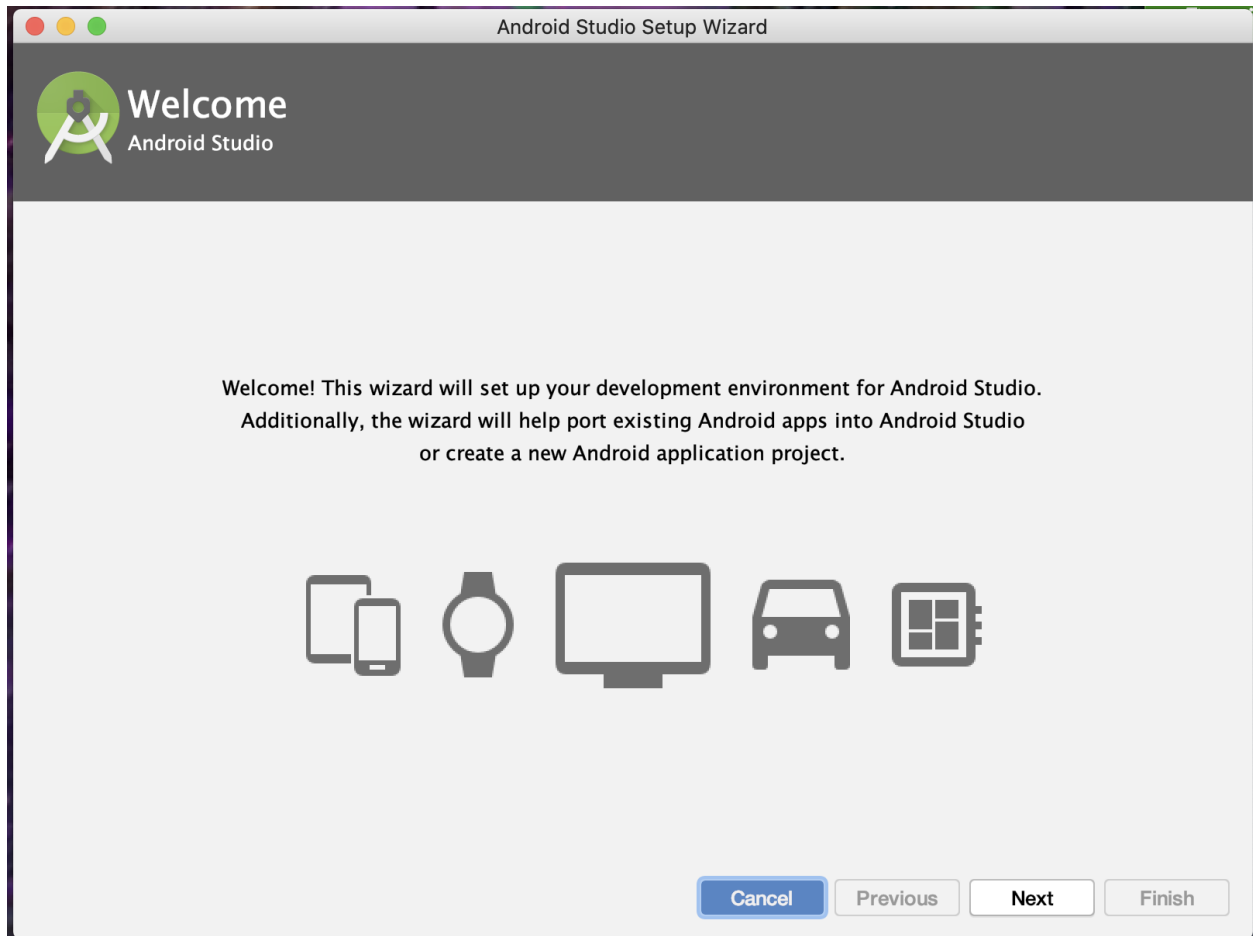 Android Studio Setup Wizard
Welcome
Android Studio
Welcome! This wizard will set up your development environment for Android Studio.
Additionally, the wizard will help port existing Android apps into Android Studio
or create a new Android application project.
Cancel Previous Next Finish